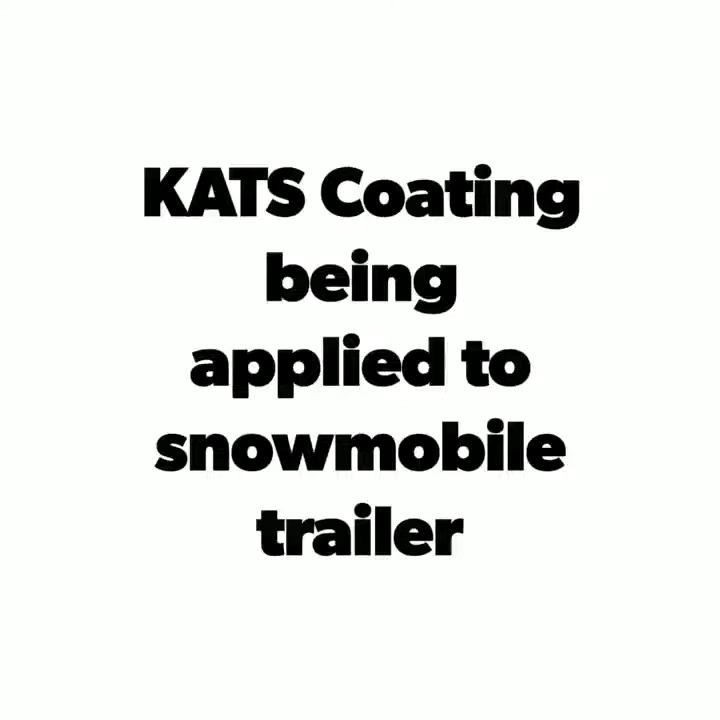 KATS Coating
being
applied to
snowmobile
trailer